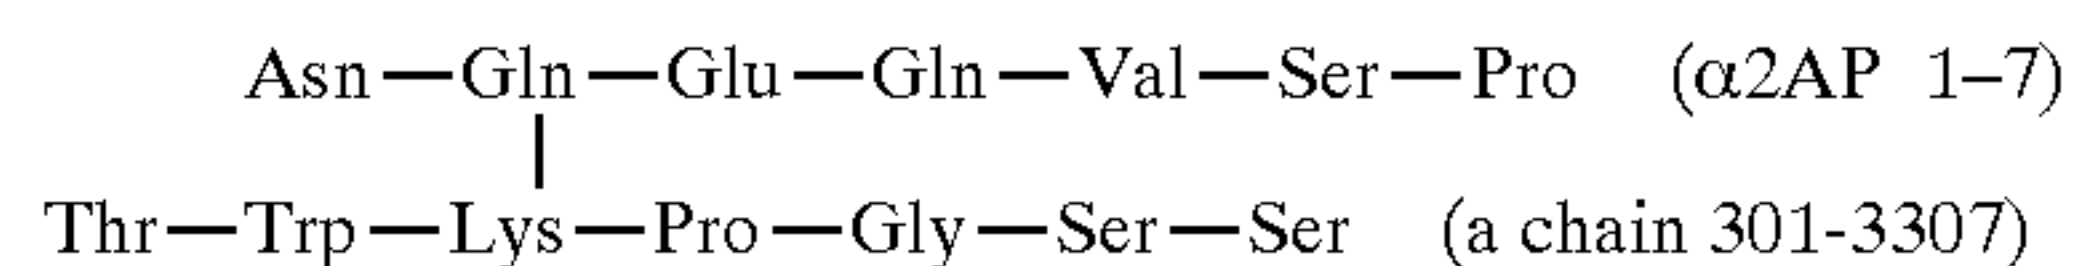 Asn—Gln—Glu—Gln—Val—Ser—Pro (α2AP 1–7)
Thr—Trp—Lys—Pro—Gly—Ser—Ser (a chain 301-3307)